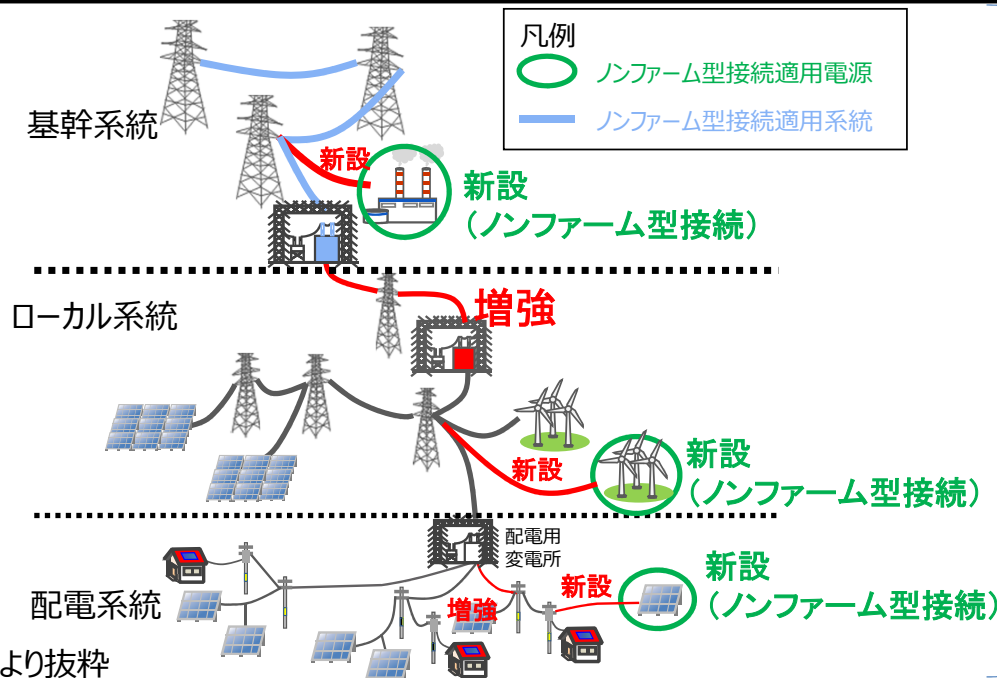 凡例
ノンファーム型接続適用電源
ノンファーム型接続適用系統
基幹系統
新設
新設
（ノンファーム型接続）
ローカル系統
増強
新設
新設
（ノンファーム型接続）
配電用
変電所
配電系統
増強
新設
新設
（ノンファーム型接続）
より抜粋